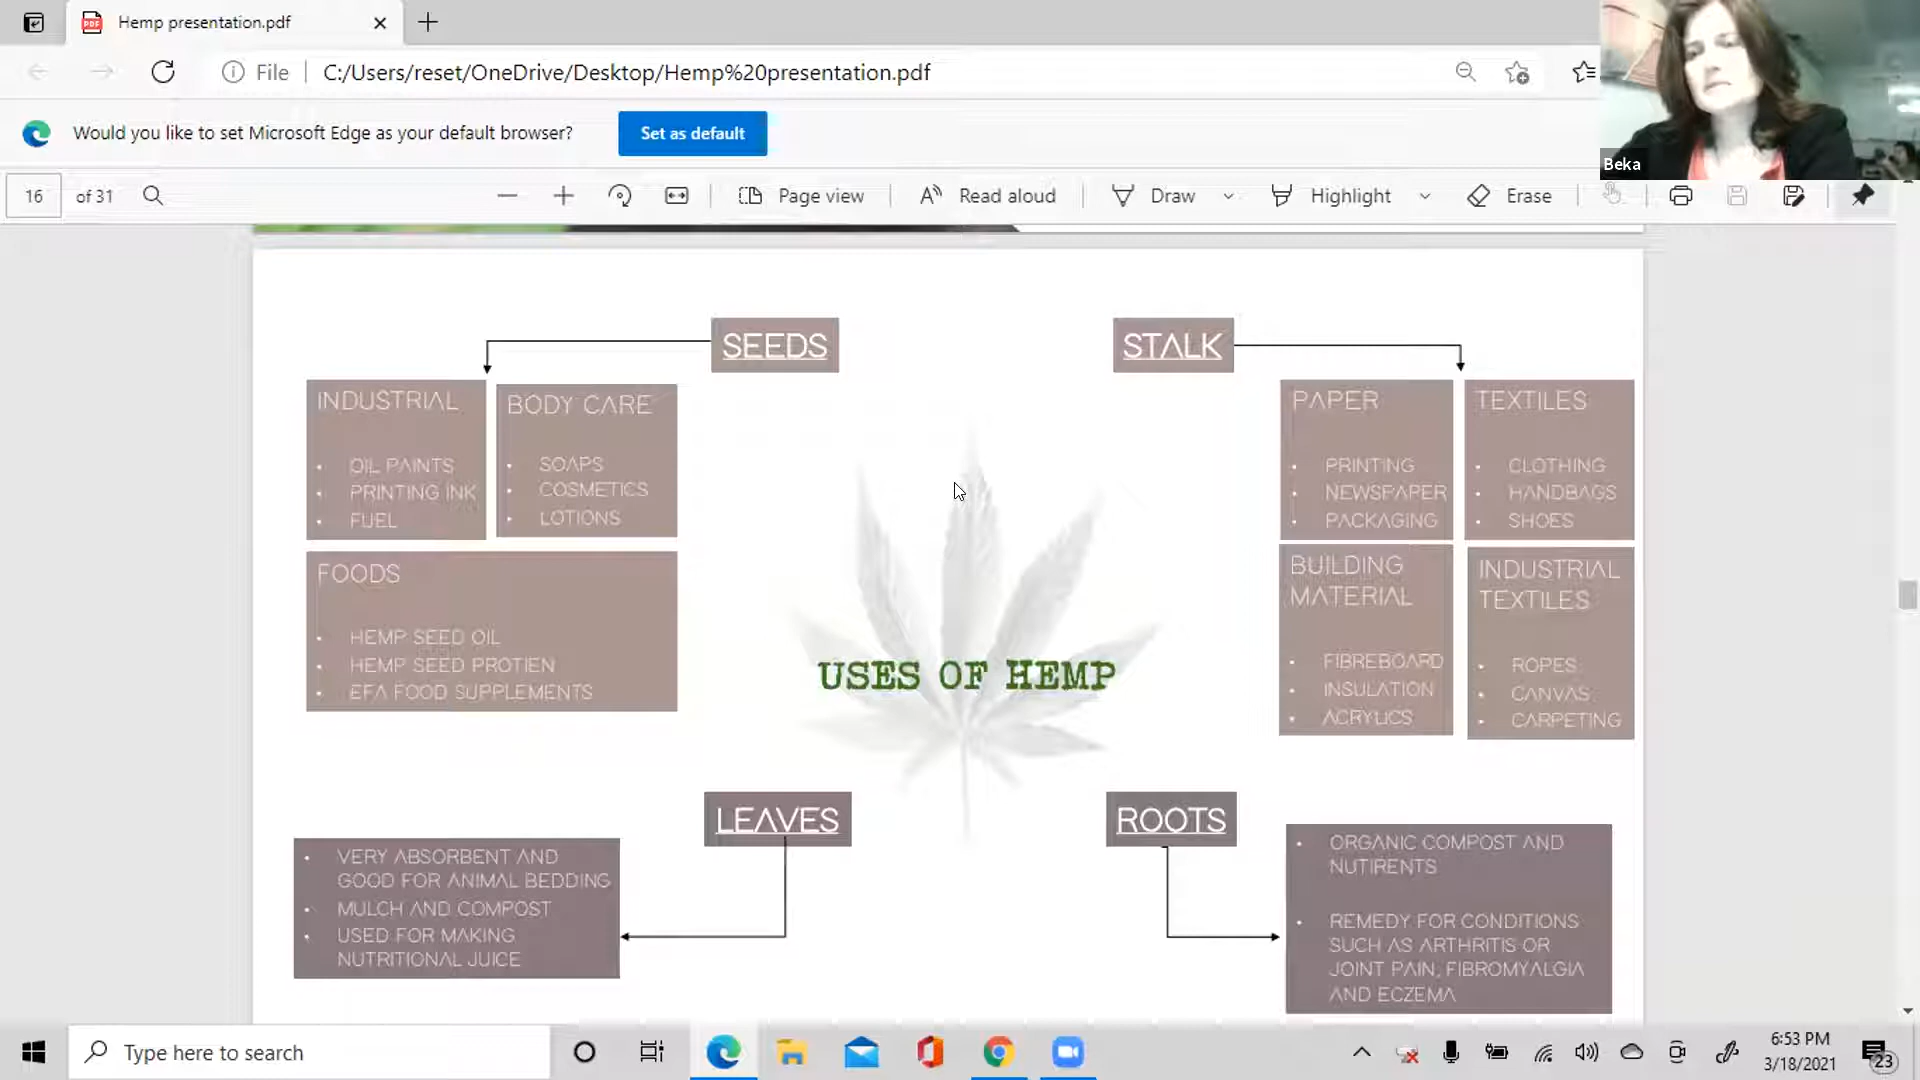 Hemp presentation.pdf
File
C:/Users/reset/OneDrive/Desktop/Hemp%20presentation.pdf
Would you like to set Microsoft Edge as your default browser?
Set as default
Beka
16 of 31
Page view
Read aloud
Draw
Highlight
Erase
SEEDS
INDUSTRIAL
• OIL PAINTS
• PRINTING INK
• FUEL
BODY CARE
• SOAPS
• COSMETICS
• LOTIONS
FOODS
• HEMP SEED OIL
• HEMP SEED PROTIEN
• EFA FOOD SUPPLEMENTS
STALK
PAPER
• PRINTING
• NEWSPAPER
• PACKAGING
TEXTILES
• CLOTHING
• HANDBAGS
• SHOES
BUILDING
MATERIAL
• FIBREBOARD
• INSULATION
• ACRYLICS
INDUSTRIAL
TEXTILES
• ROPES
• CANVAS
• CARPETING
USES OF HEMP
LEAVES
• VERY ABSORBENT AND
GOOD FOR ANIMAL BEDDING
• MULCH AND COMPOST
• USED FOR MAKING
NUTRITIONAL JUICE
ROOTS
• ORGANIC COMPOST AND
NUTIRENTS
• REMEDY FOR CONDITIONS
SUCH AS ARTHRITIS OR
JOINT PAIN, FIBROMYALGIA
AND ECZEMA
Type here to search
6:53 PM
3/18/2021
23